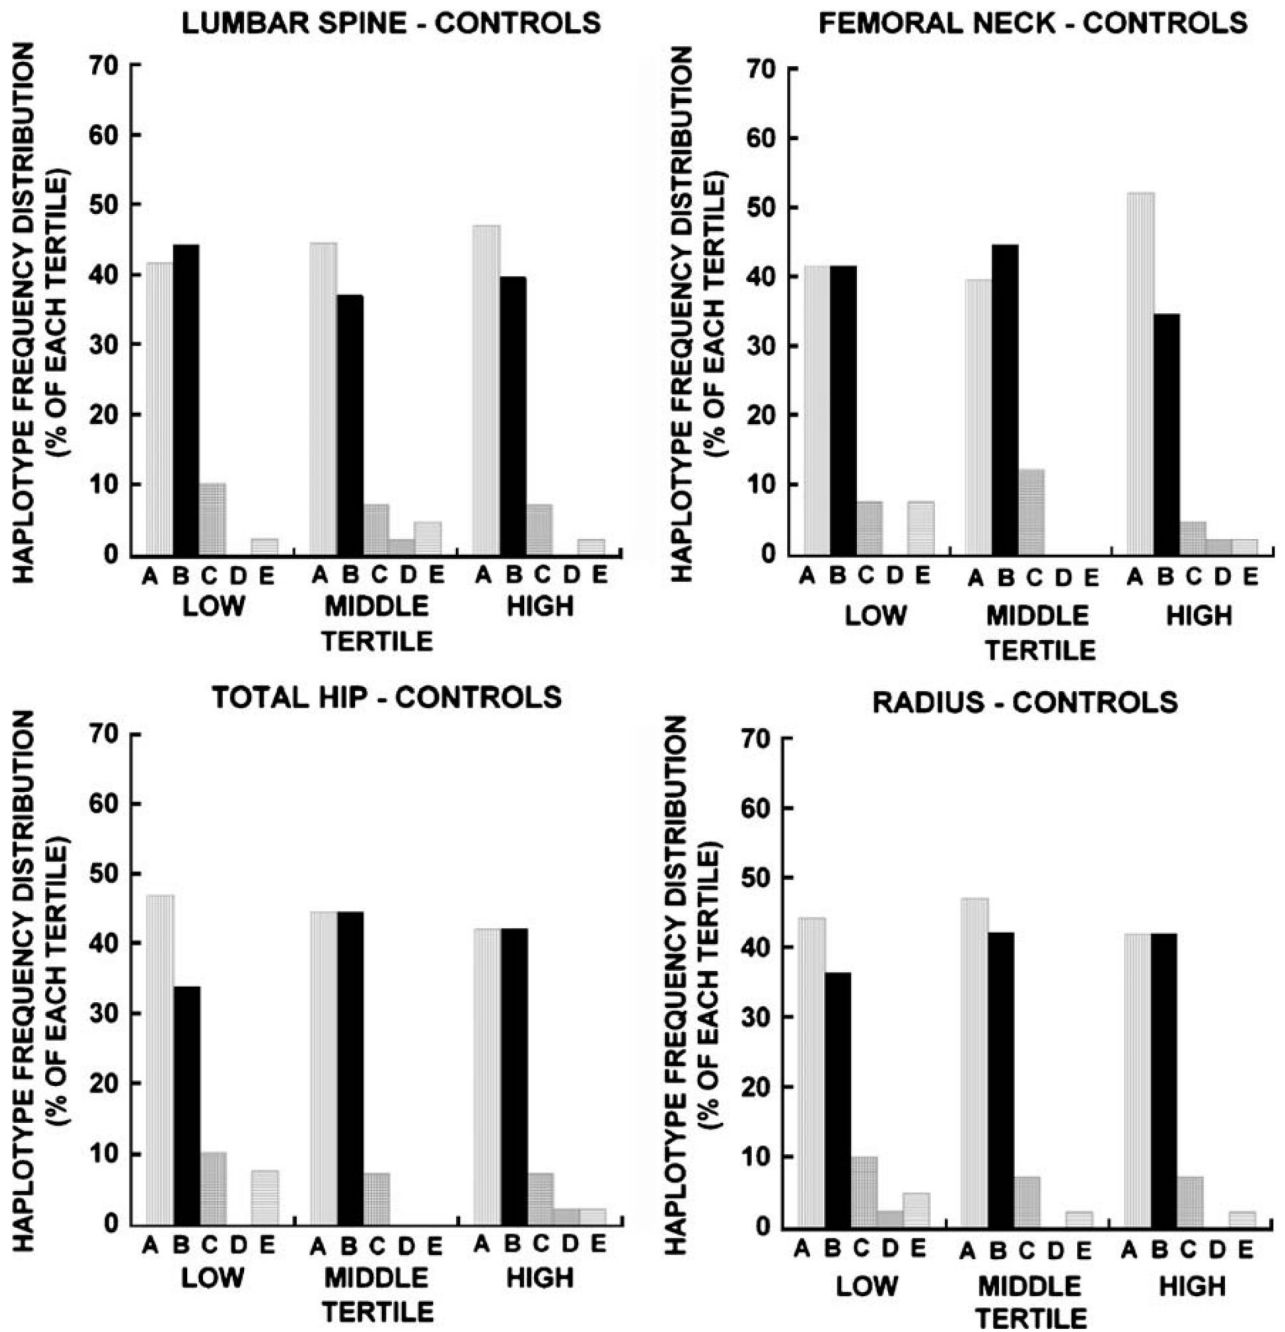 LUMBAR SPINE - CONTROLS
HAPLOTYPE FREQUENCY DISTRIBUTION
(% OF EACH TERTILE)
70
60
50
40
30
20
10
0
A B C D E A B C D E A B C D E
LOW MIDDLE HIGH
TERTILE
FEMORAL NECK - CONTROLS
HAPLOTYPE FREQUENCY DISTRIBUTION
(% OF EACH TERTILE)
70
60
50
40
30
20
10
0
A B C D E A B C D E A B C D E
LOW MIDDLE HIGH
TERTILE
TOTAL HIP - CONTROLS
HAPLOTYPE FREQUENCY DISTRIBUTION
(% OF EACH TERTILE)
70
60
50
40
30
20
10
0
A B C D E A B C D E A B C D E
LOW MIDDLE HIGH
TERTILE
RADIUS - CONTROLS
HAPLOTYPE FREQUENCY DISTRIBUTION
(% OF EACH TERTILE)
70
60
50
40
30
20
10
0
A B C D E A B C D E A B C D E
LOW MIDDLE HIGH
TERTILE